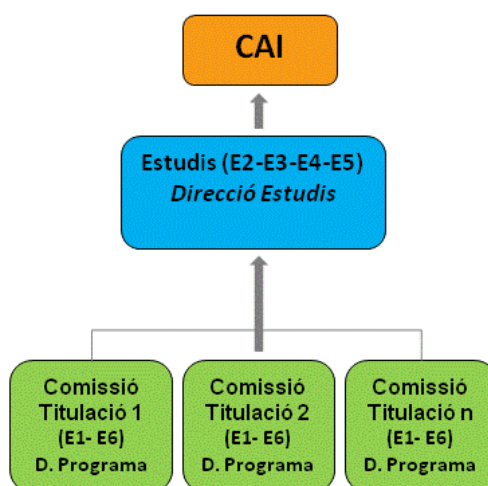 CAI
Estudis (E2-E3-E4-E5)
Direcció Estudis
Comissió
Titulació 1
(E1- E6)
D. Programa
Comissió
Titulació 2
(E1- E6)
D. Programa
Comissió
Titulació n
(E1- E6)
D. Programa